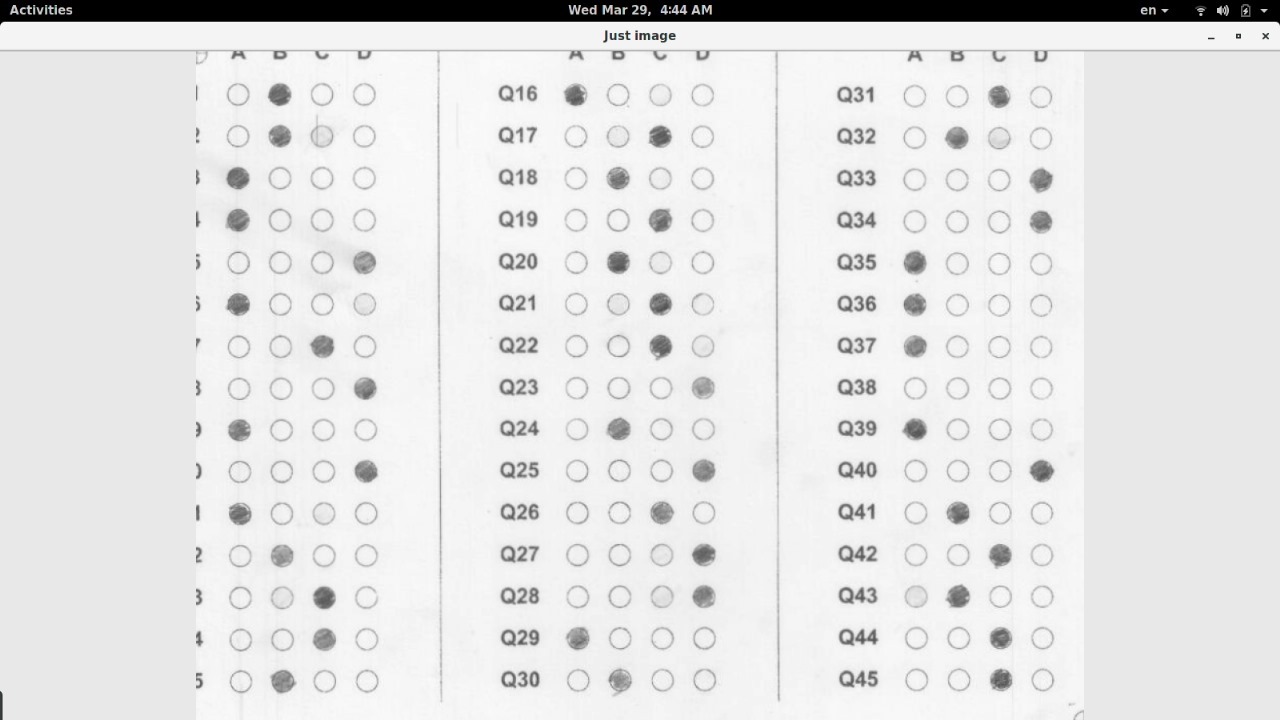 Activities Wed Mar 29, 4:44 AM en
Just image
A B C D A B C D A B C D
1 Q16 Q31
2 Q17 Q32
3 Q18 Q33
4 Q19 Q34
5 Q20 Q35
6 Q21 Q36
7 Q22 Q37
8 Q23 Q38
9 Q24 Q39
0 Q25 Q40
1 Q26 Q41
2 Q27 Q42
3 Q28 Q43
4 Q29 Q44
5 Q30 Q45